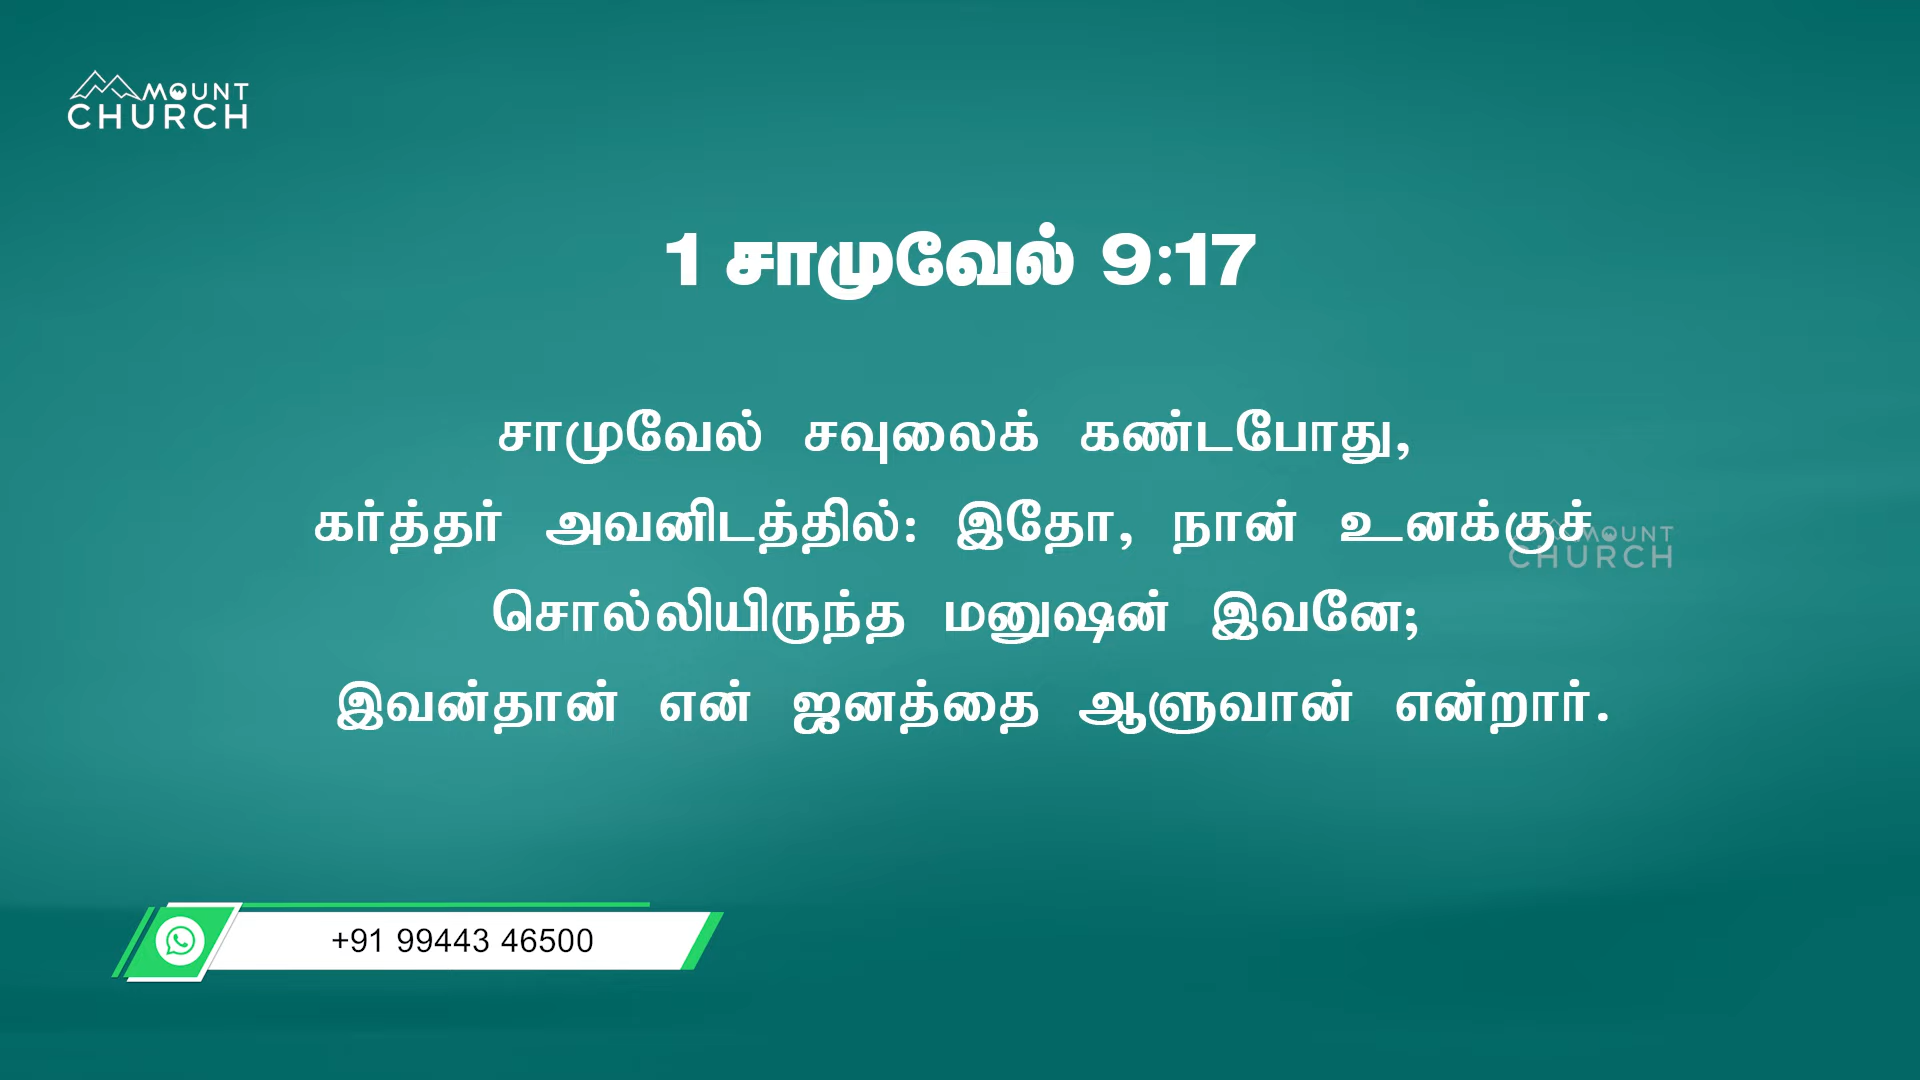 MOUNT
CHURCH
1 சாமுவேல் 9:17
சாமுவேல் சவுலைக் கண்டபோது,
கர்த்தர் அவனிடத்தில்: இதோ, நான் உனக்குச்
MOUNT
CHURCH
சொல்லியிருந்த மனுஷன் இவனே;
இவன்தான் என் ஜனத்தை ஆளுவான் என்றார்.
+91 99443 46500